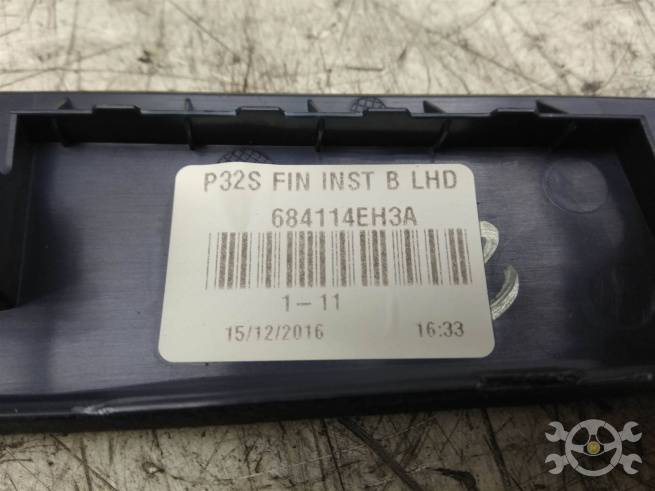 P32S FIN INST B LHD
684114EH3A
1-11
15/12/2016 16:33